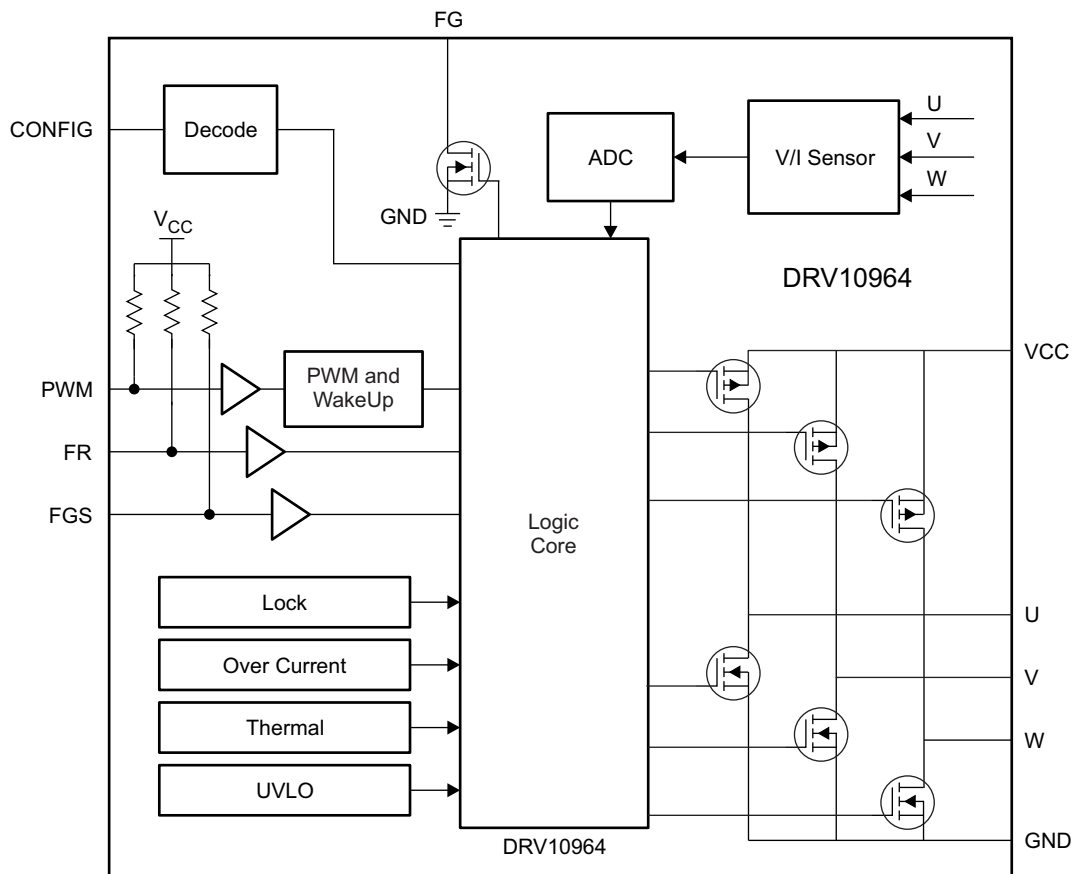 FG
CONFIG
Decode
ADC
V/I Sensor
U
V
W
GND
VCC
DRV10964
VCC
PWM
PWM and
WakeUp
FR
FGS
Logic
Core
Lock
U
Over Current
V
Thermal
W
UVLO
GND
DRV10964